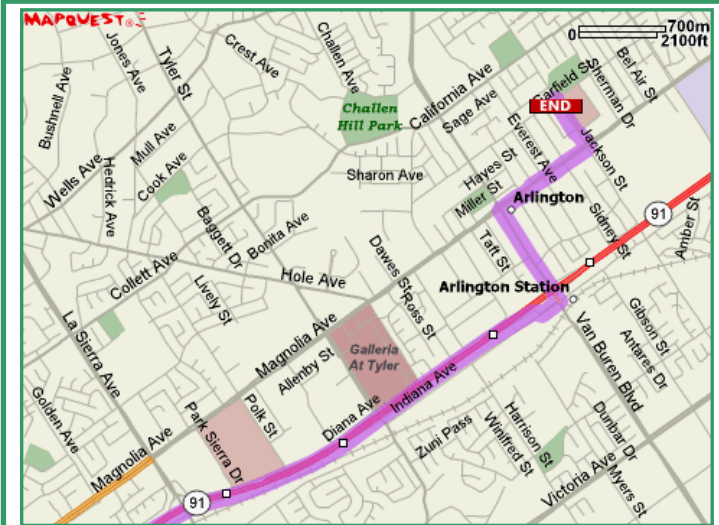 MAPQUEST
700m
0
2100ft
Jones Ave
Tyler St
Crest Ave
Challen Ave
California Ave
Sage Ave
Garfield St
Sherman Dr
Bel Air St
Bushnell Ave
Challen
Hill Park
END
Everest Ave
Jackson St
Wells Ave
Mull Ave
Cook Ave
Hedrick Ave
Sharon Ave
Hayes St
Miller St
Arlington
Sidney St
91
Amber St
Baggett Dr
Bonita Ave
Taft St
Collett Ave
Hole Ave
Dawes St
Ross St
Arlington Station
Lively St
La Sierra Ave
Magnolia Ave
Galleria
At Tyler
Allenby St
Indiana Ave
Van Buren Blvd
Gibson St
Antares Dr
Golden Ave
Park Sierra Dr
Polk St
Diana Ave
Zuni Pass
Winifred St
Harrison St
Dunbar Dr
Magnolia Ave
91
Victoria Ave
Myers St